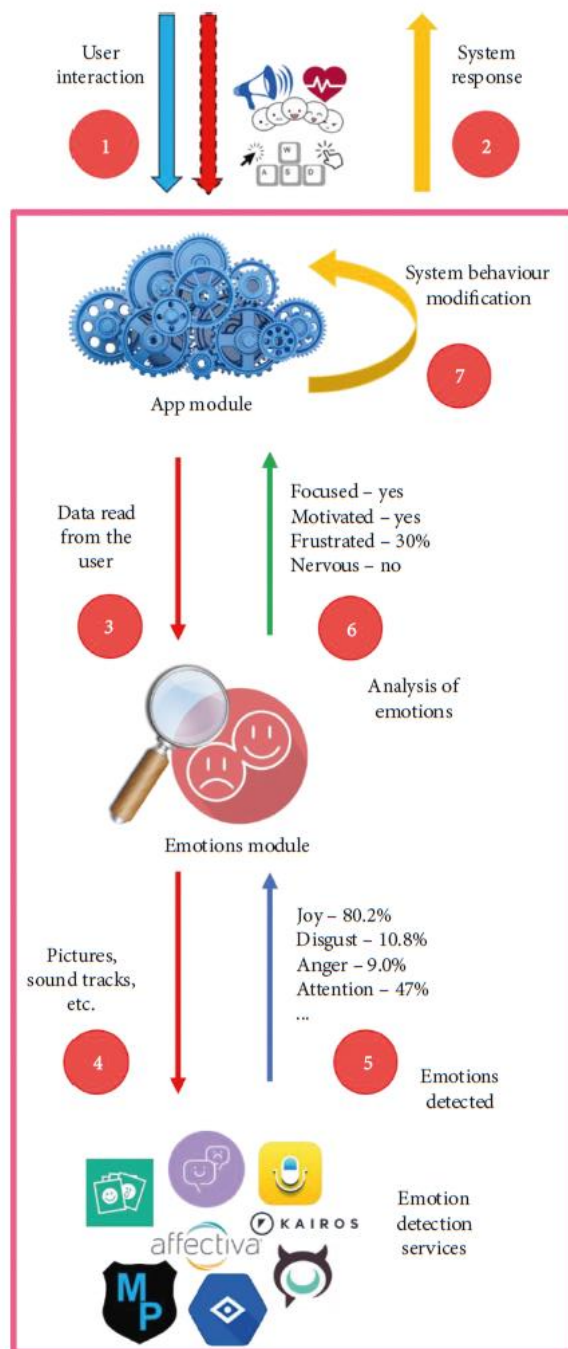 User
interaction
1
System
response
2
W
A
S
D
System behaviour
modification
7
App module
Data read
from the
user
3
Focused – yes
Motivated – yes
Frustrated – 30%
Nervous – no
6
Analysis of
emotions
Emotions module
Pictures,
sound tracks,
etc.
4
Joy – 80.2%
Disgust – 10.8%
Anger – 9.0%
Attention – 47%
...
5
Emotions
detected
KAIROS
affectiva
MP
Emotion
detection
services